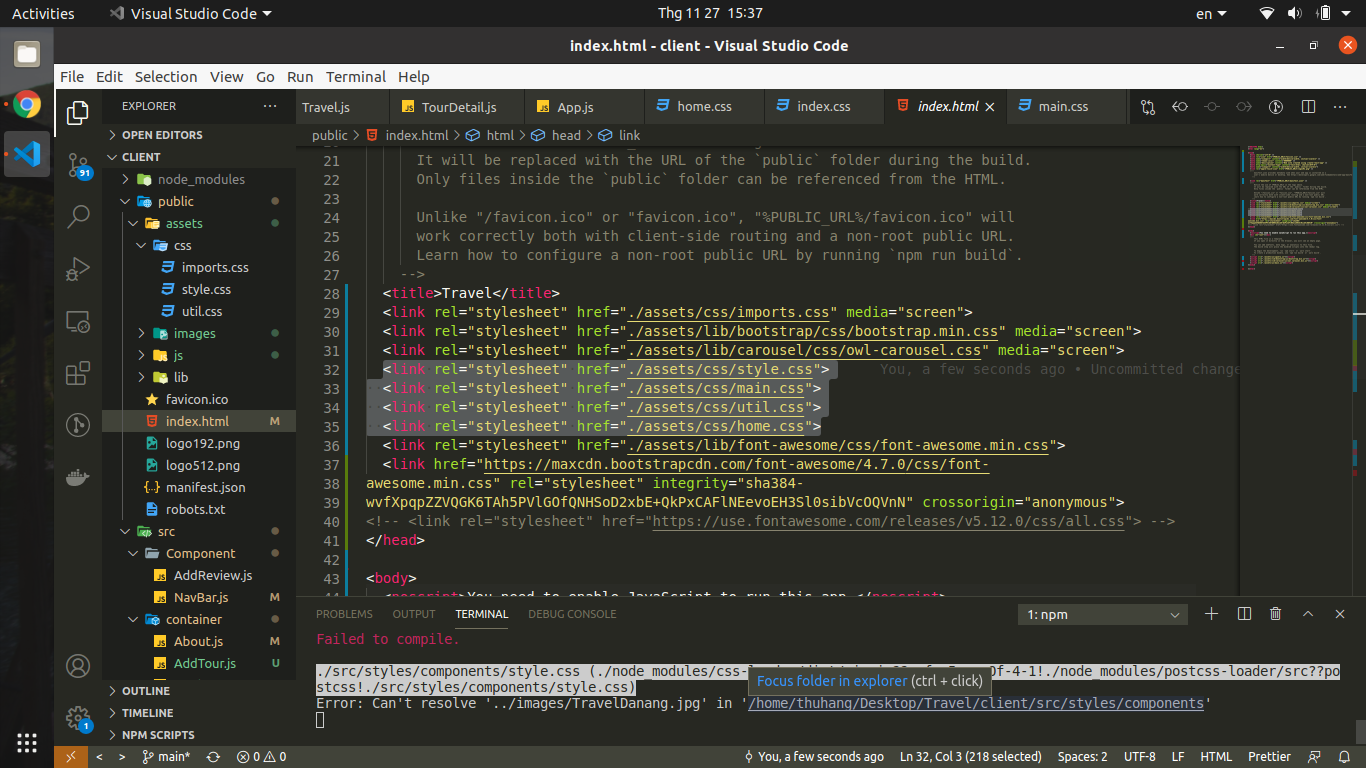 Activities
Visual Studio Code
Thg 11 27 15:37
en
index.html - client - Visual Studio Code
File Edit Selection View Go Run Terminal Help
EXPLORER
Travel.js
TourDetail.js
App.js
home.css
index.css
index.html
main.css
OPEN EDITORS
CLIENT
node_modules
public
assets
css
imports.css
style.css
util.css
images
js
lib
favicon.ico
index.html M
logo192.png
logo512.png
manifest.json
robots.txt
src
Component
AddReview.js
NavBar.js M
container
About.js M
AddTour.js U
OUTLINE
TIMELINE
NPM SCRIPTS
91
1
public > index.html > html > head > link
21 It will be replaced with the URL of the `public` folder during the build.
22 Only files inside the `public` folder can be referenced from the HTML.
23
24 Unlike "/favicon.ico" or "favicon.ico", "%PUBLIC_URL%/favicon.ico" will
25 work correctly both with client-side routing and a non-root public URL.
26 Learn how to configure a non-root public URL by running `npm run build`.
27 -->
28 <title>Travel</title>
29 <link rel="stylesheet" href="./assets/css/imports.css" media="screen">
30 <link rel="stylesheet" href="./assets/lib/bootstrap/css/bootstrap.min.css" media="screen">
31 <link rel="stylesheet" href="./assets/lib/carousel/css/owl-carousel.css" media="screen">
32 <link rel="stylesheet" href="./assets/css/style.css"> You, a few seconds ago • Uncommitted change
33 <link rel="stylesheet" href="./assets/css/main.css">
34 <link rel="stylesheet" href="./assets/css/util.css">
35 <link rel="stylesheet" href="./assets/css/home.css">
36 <link rel="stylesheet" href="./assets/lib/font-awesome/css/font-awesome.min.css">
37 <link href="https://maxcdn.bootstrapcdn.com/font-awesome/4.7.0/css/font-
38 awesome.min.css" rel="stylesheet" integrity="sha384-
39 wvfXpqpZZVQGK6TAh5PVlGOfQNHSoD2xbE+QkPxCAFlNEevoEH3Sl0sibVcOQVnN" crossorigin="anonymous">
40 <!-- <link rel="stylesheet" href="https://use.fontawesome.com/releases/v5.12.0/css/all.css"> -->
41 </head>
42
43 <body>
<noscript>You need to enable JavaScript to run this app.</noscript>
PROBLEMS OUTPUT TERMINAL DEBUG CONSOLE
1: npm
Failed to compile.
./src/styles/components/style.css (./node_modules/css-
Of-4-1!./node_modules/postcss-loader/src??po
stcss!./src/styles/components/style.css)
Focus folder in explorer (ctrl + click)
Error: Can't resolve '../images/TravelDanang.jpg' in '/home/thuhang/Desktop/Travel/client/src/styles/components'
main*
0 0
You, a few seconds ago
Ln 32, Col 3 (218 selected)
Spaces: 2
UTF-8
LF
HTML
Prettier